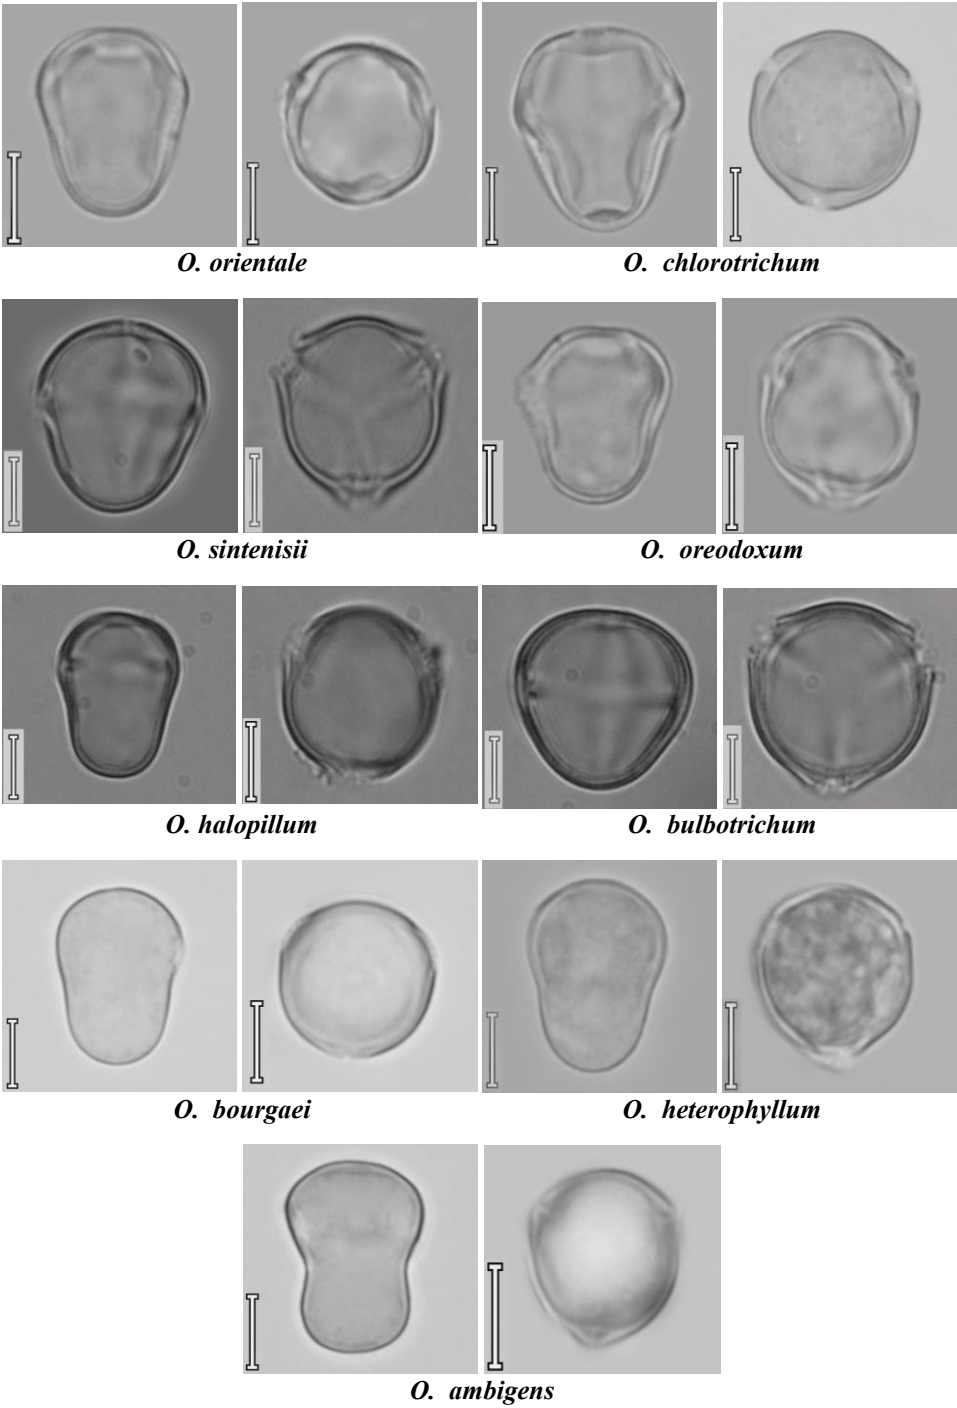 O. orientale
O. chlorotrichum
O. sintenisii
O. oreodoxum
O. halopillum
O. bulbotrichum
O. bourgaei
O. heterophyllum
O. ambigens